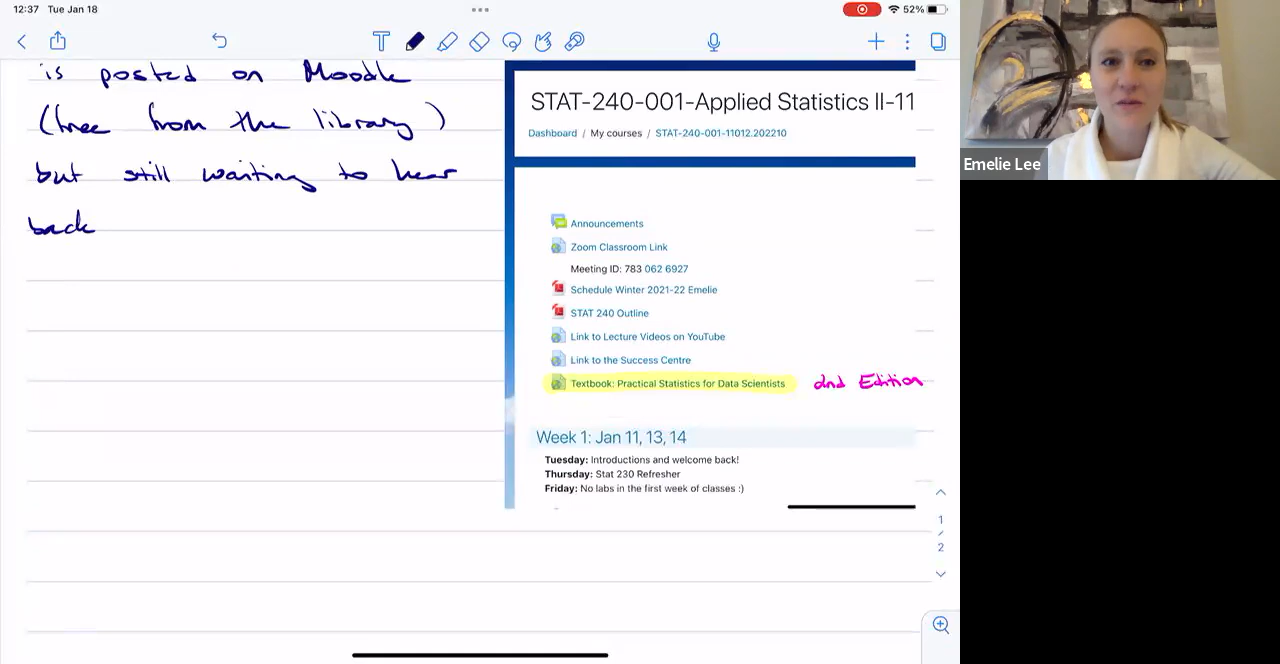 12:37 Tue Jan 18
52%
is posted on Moodle
(free from the library)
but still waiting to hear
back
STAT-240-001-Applied Statistics II-11
Dashboard / My courses / STAT-240-001-11012.202210
Announcements
Zoom Classroom Link
Meeting ID: 783 062 6927
Schedule Winter 2021-22 Emelie
STAT 240 Outline
Link to Lecture Videos on YouTube
Link to the Success Centre
Textbook: Practical Statistics for Data Scientists 2nd Edition
Week 1: Jan 11, 13, 14
Tuesday: Introductions and welcome back!
Thursday: Stat 230 Refresher
Friday: No labs in the first week of classes :)
1
/
2
Emelie Lee